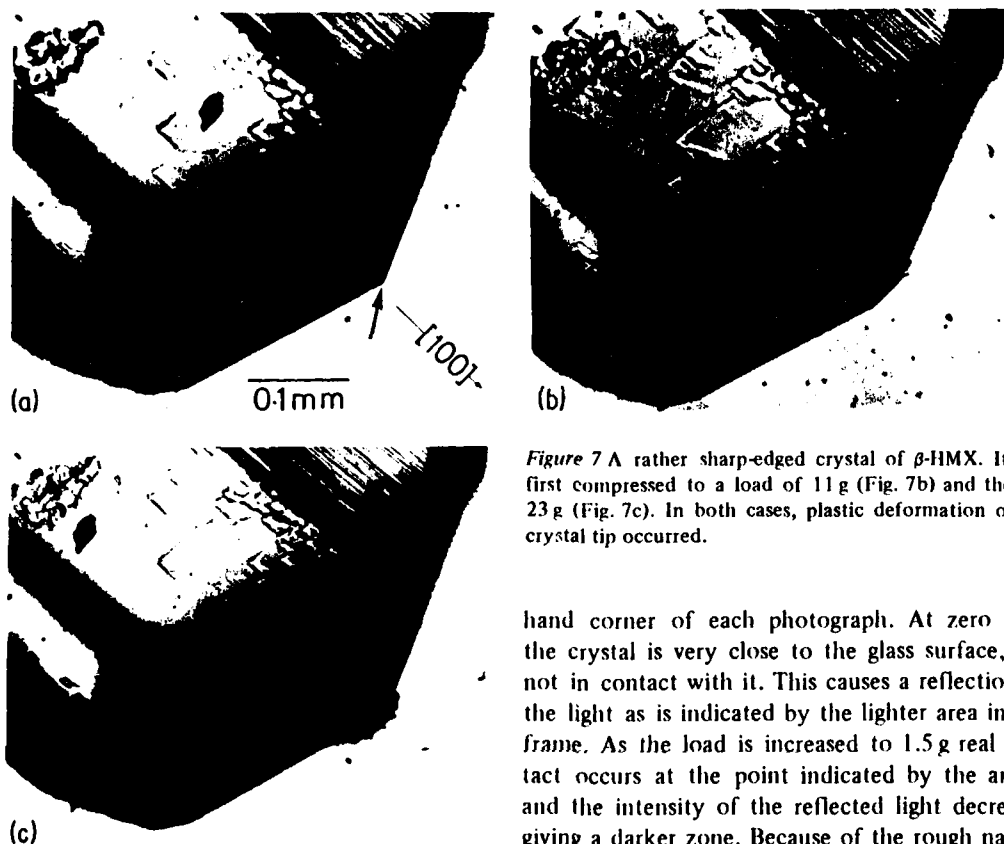 [100]
(a)
0·1mm
(b)
Figure 7 A rather sharp-edged crystal of β-HMX. It
first compressed to a load of 11 g (Fig. 7b) and the
23 g (Fig. 7c). In both cases, plastic deformation o
crystal tip occurred.
(c)
hand corner of each photograph. At zero
the crystal is very close to the glass surface,
not in contact with it. This causes a reflectio
the light as is indicated by the lighter area in
frame. As the load is increased to 1.5 g real
tact occurs at the point indicated by the ar
and the intensity of the reflected light decre
giving a darker zone. Because of the rough na